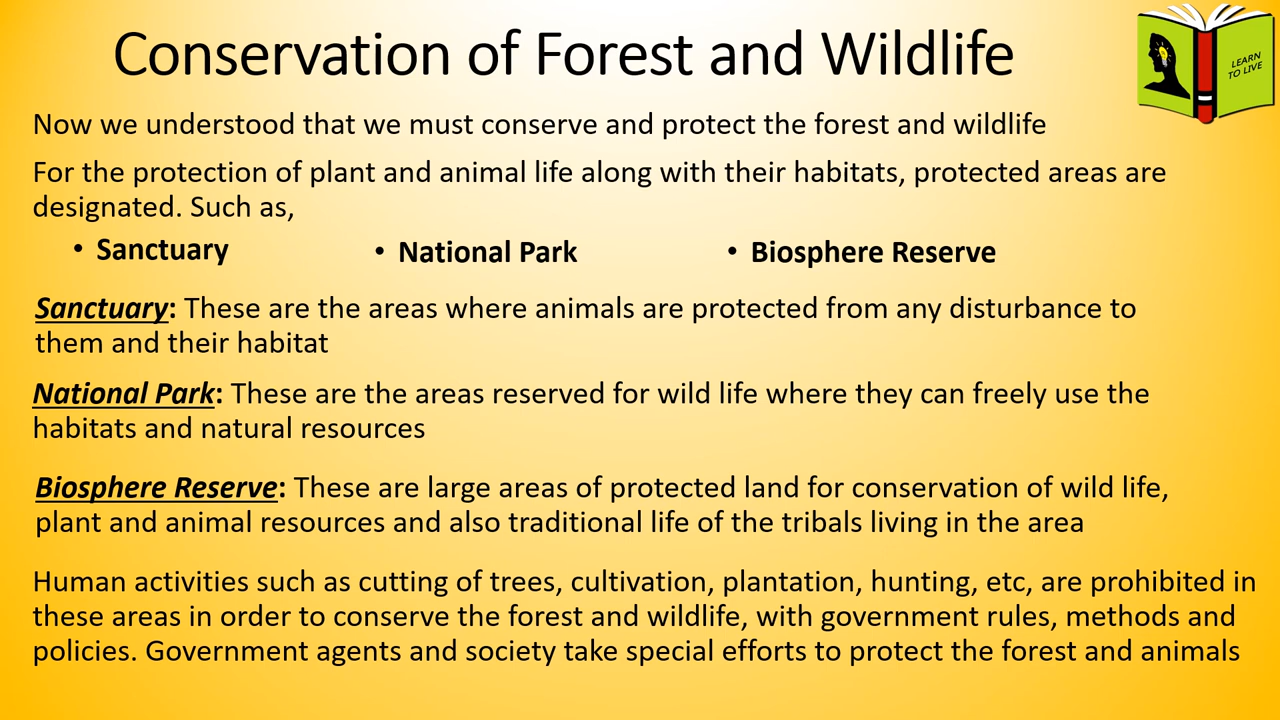 Conservation of Forest and Wildlife
LEARN
TO LIVE
Now we understood that we must conserve and protect the forest and wildlife
For the protection of plant and animal life along with their habitats, protected areas are
designated. Such as,
• Sanctuary • National Park • Biosphere Reserve
Sanctuary: These are the areas where animals are protected from any disturbance to
them and their habitat
National Park: These are the areas reserved for wild life where they can freely use the
habitats and natural resources
Biosphere Reserve: These are large areas of protected land for conservation of wild life,
plant and animal resources and also traditional life of the tribals living in the area
Human activities such as cutting of trees, cultivation, plantation, hunting, etc, are prohibited in
these areas in order to conserve the forest and wildlife, with government rules, methods and
policies. Government agents and society take special efforts to protect the forest and animals